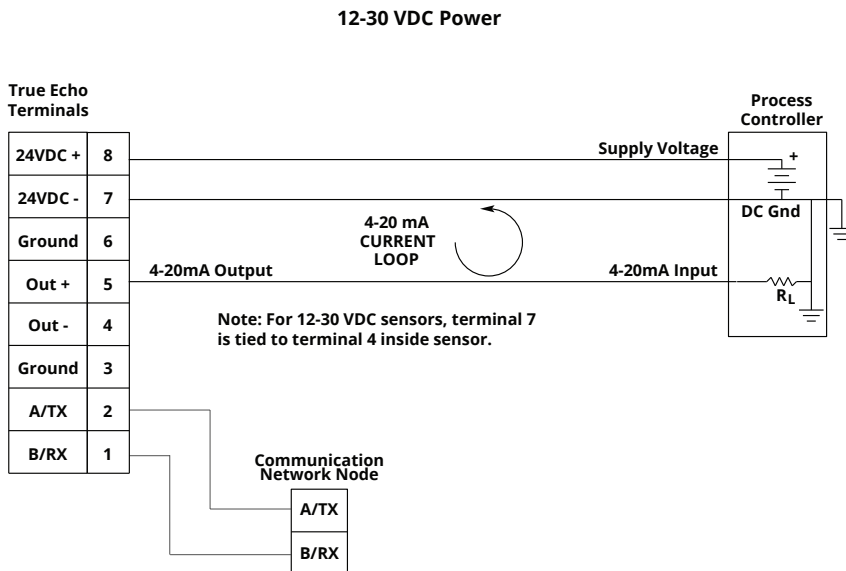 12-30 VDC Power
True Echo
Terminals
Process
Controller
24VDC + 8
Supply Voltage
+
24VDC - 7
DC Gnd
Ground 6
4-20 mA
CURRENT
LOOP
Out + 5
4-20mA Output
4-20mA Input
RL
Out - 4
Note: For 12-30 VDC sensors, terminal 7
is tied to terminal 4 inside sensor.
Ground 3
A/TX 2
B/RX 1
Communication
Network Node
A/TX
B/RX